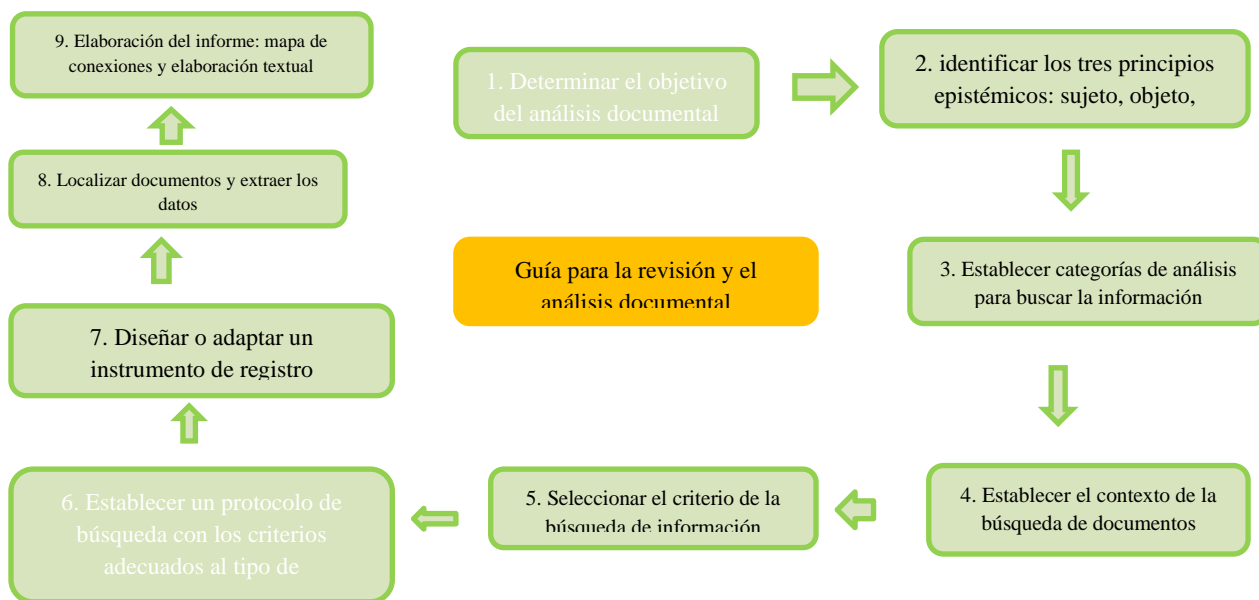 9. Elaboración del informe: mapa de
conexiones y elaboración textual
1. Determinar el objetivo
del análisis documental
2. identificar los tres principios
epistémicos: sujeto, objeto,
8. Localizar documentos y extraer los
datos
Guía para la revisión y el
análisis documental
3. Establecer categorías de análisis
para buscar la información
7. Diseñar o adaptar un
instrumento de registro
6. Establecer un protocolo de
búsqueda con los criterios
adecuados al tipo de
5. Seleccionar el criterio de la
búsqueda de información
4. Establecer el contexto de la
búsqueda de documentos